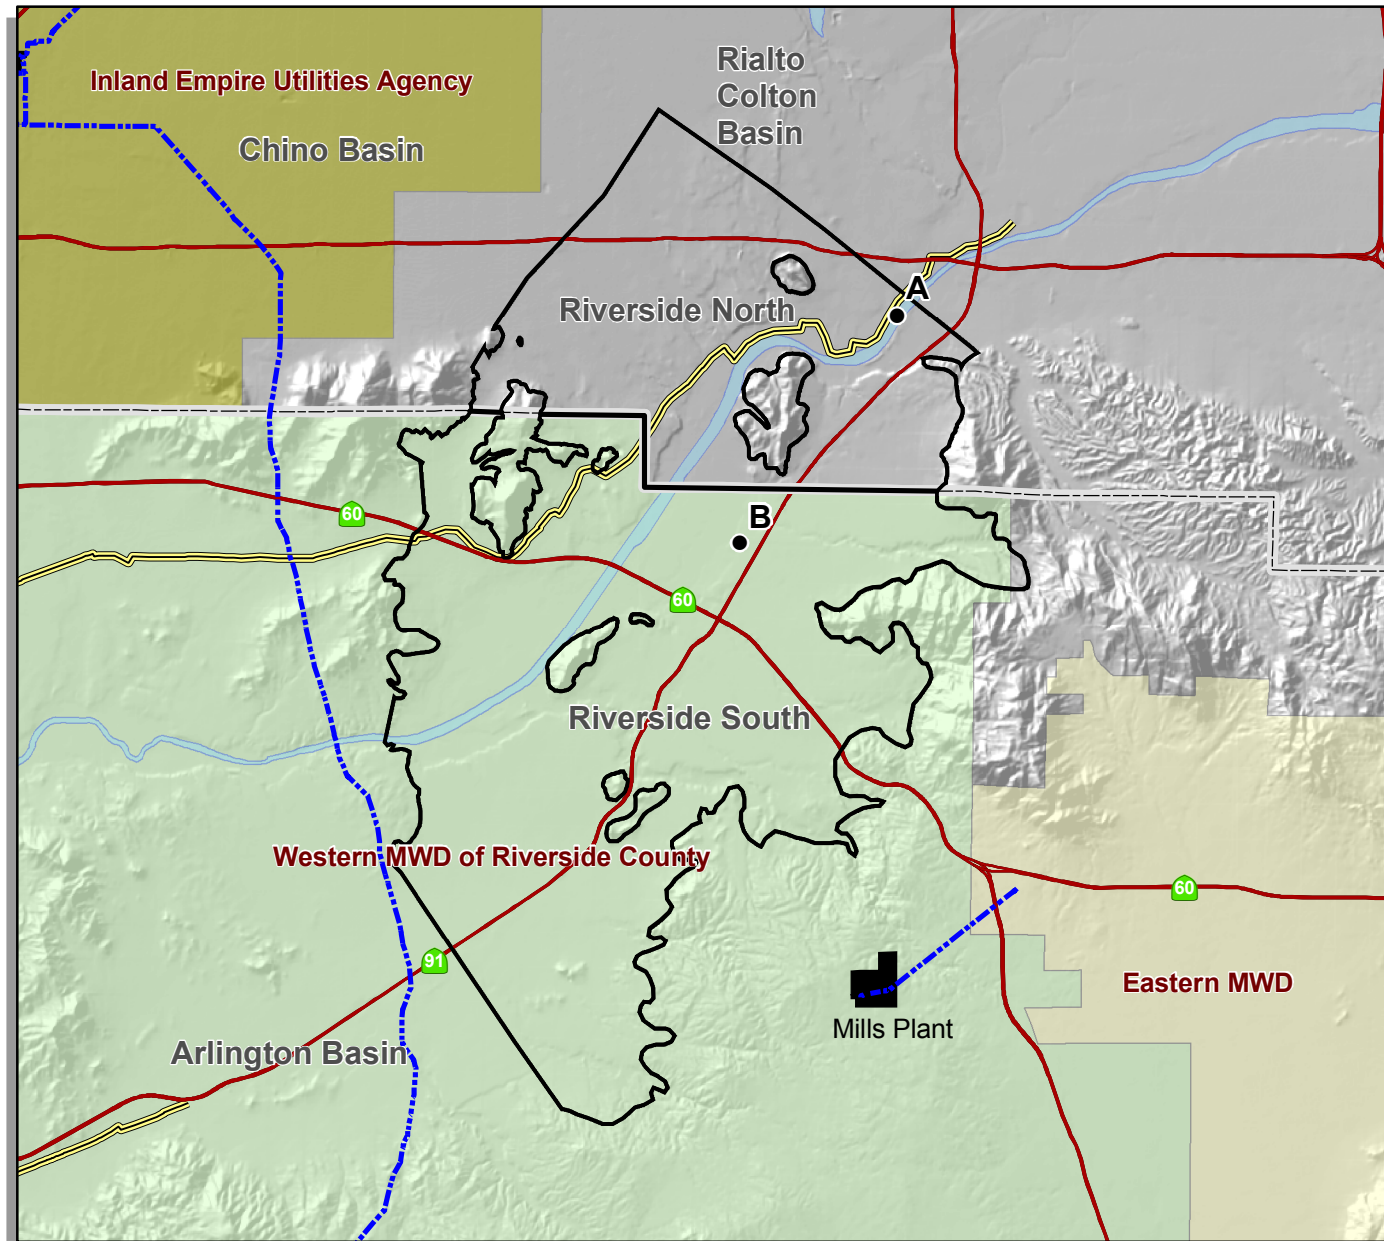 Inland Empire Utilities Agency
Chino Basin
Rialto
Colton
Basin
Riverside North
A
60
B
60
Riverside South
Western MWD of Riverside County
60
91
Eastern MWD
Mills Plant
Arlington Basin